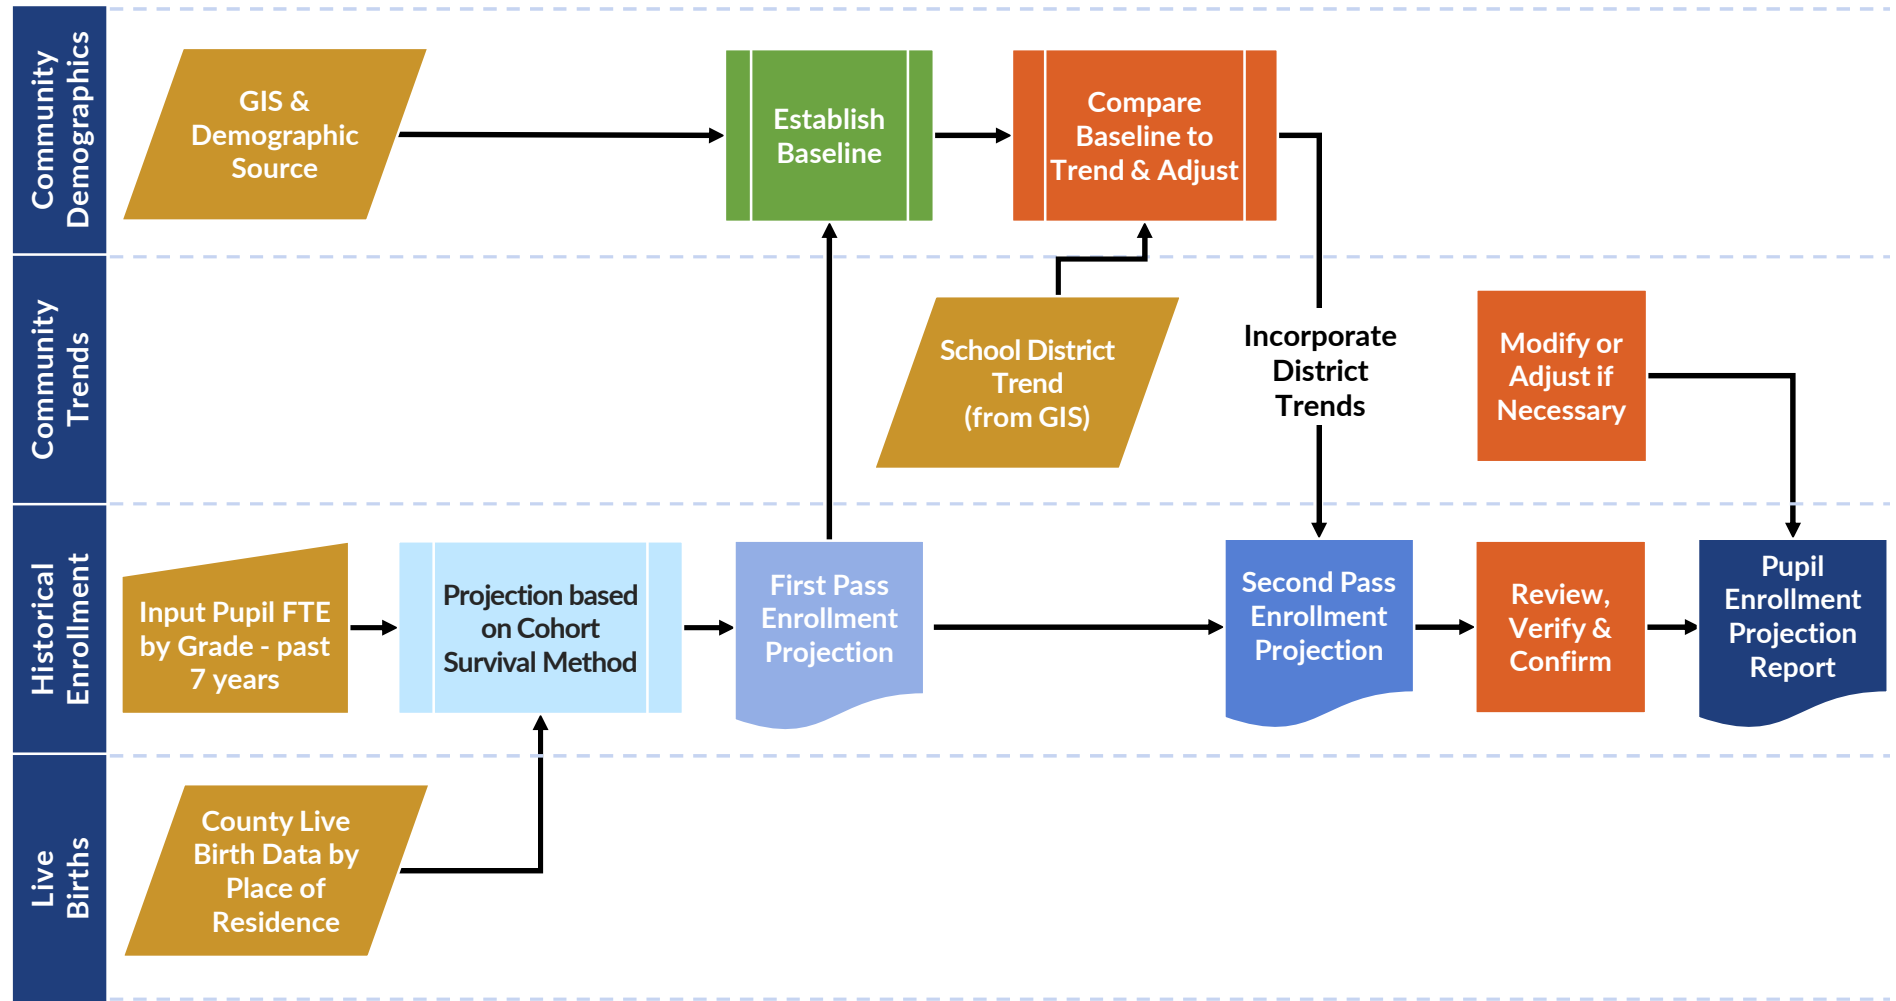 Community
Demographics
GIS &
Demographic
Source
Establish
Baseline
Compare
Baseline to
Trend & Adjust
Community
Trends
School District
Trend
(from GIS)
Incorporate
District
Trends
Modify or
Adjust if
Necessary
Historical
Enrollment
Input Pupil FTE
by Grade - past
7 years
Projection based
on Cohort
Survival Method
First Pass
Enrollment
Projection
Second Pass
Enrollment
Projection
Review,
Verify &
Confirm
Pupil
Enrollment
Projection
Report
Live
Births
County Live
Birth Data by
Place of
Residence